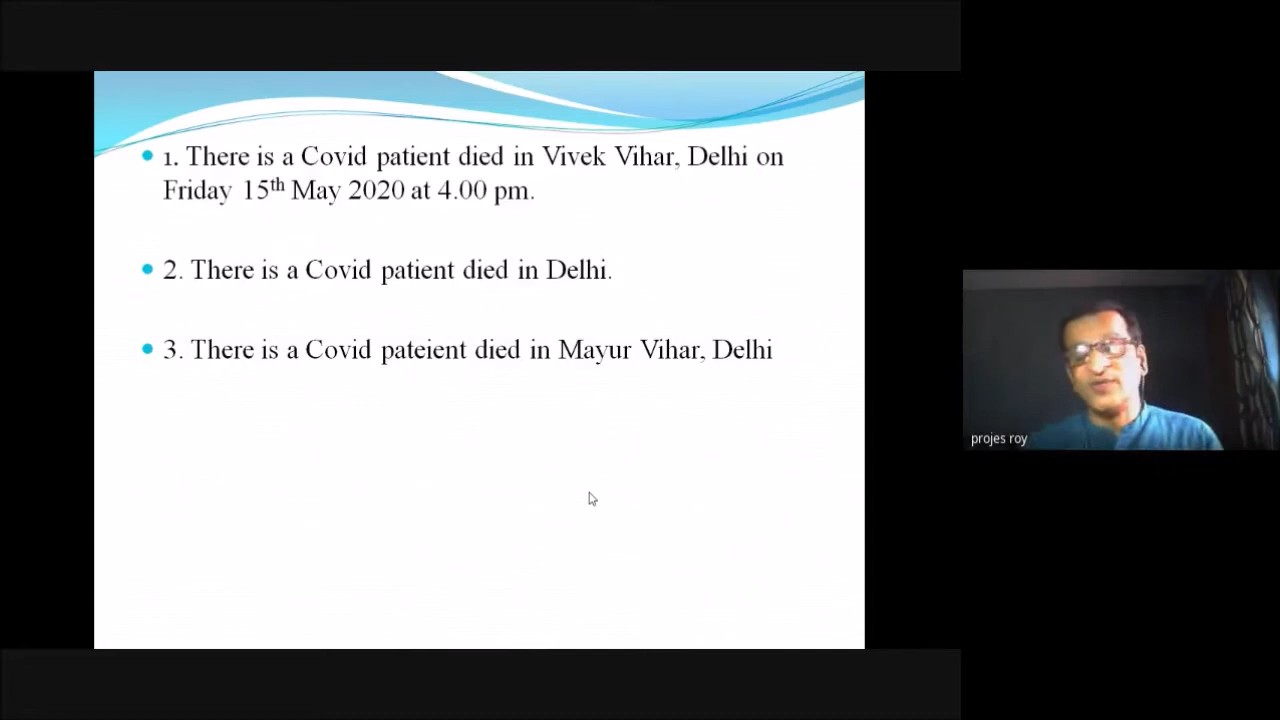 1. There is a Covid patient died in Vivek Vihar, Delhi on
Friday 15th May 2020 at 4.00 pm.
2. There is a Covid patient died in Delhi.
3. There is a Covid pateient died in Mayur Vihar, Delhi
projes roy